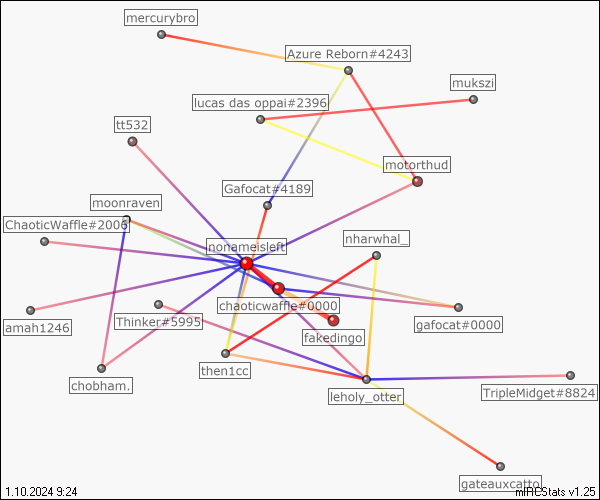 mercurybro
Azure Reborn#4243
mukszi
lucas das oppai#2396
tt532
motorthud
Gafocat#4189
moonraven
ChaoticWaffle#2006
nonameisleft
nharwhal_
chaoticwaffle#0000
amah1246
Thinker#5995
gafocat#0000
fakedingo
then1cc
chobham.
leholy_otter
TripleMidget#8824
gateauxcatto
1.10.2024 9:24
mIRCStats v1.25